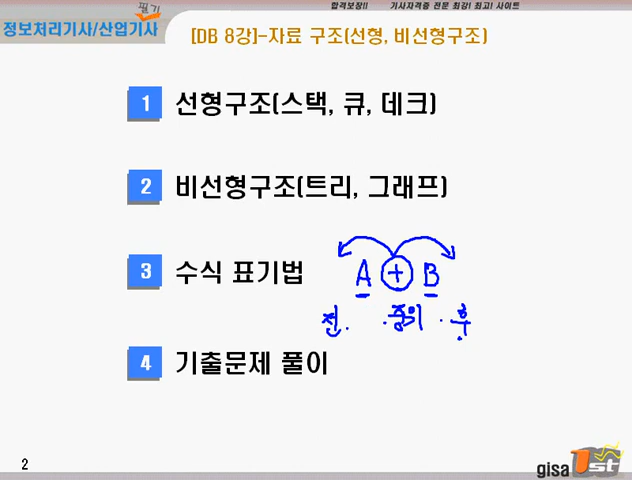 필기
합격보장!! 기사자격증 전문 최강! 최고! 사이트
정보처리기사/산업기사
[DB 8강]-자료 구조(선형, 비선형구조)
1 선형구조(스택, 큐, 데크)
2 비선형구조(트리, 그래프)
3 수식 표기법 A + B
전. .중위 .후.
4 기출문제 풀이
2
gisa 1st